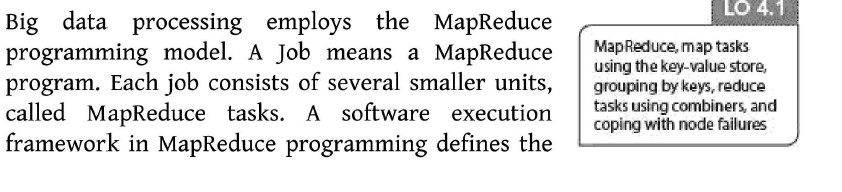 Big data processing employs the MapReduce
programming model. A Job means a MapReduce
program. Each job consists of several smaller units,
called MapReduce tasks. A software execution
framework in MapReduce programming defines the
LO 4.1
MapReduce, map tasks
using the key-value store,
grouping by keys, reduce
tasks using combiners, and
coping with node failures